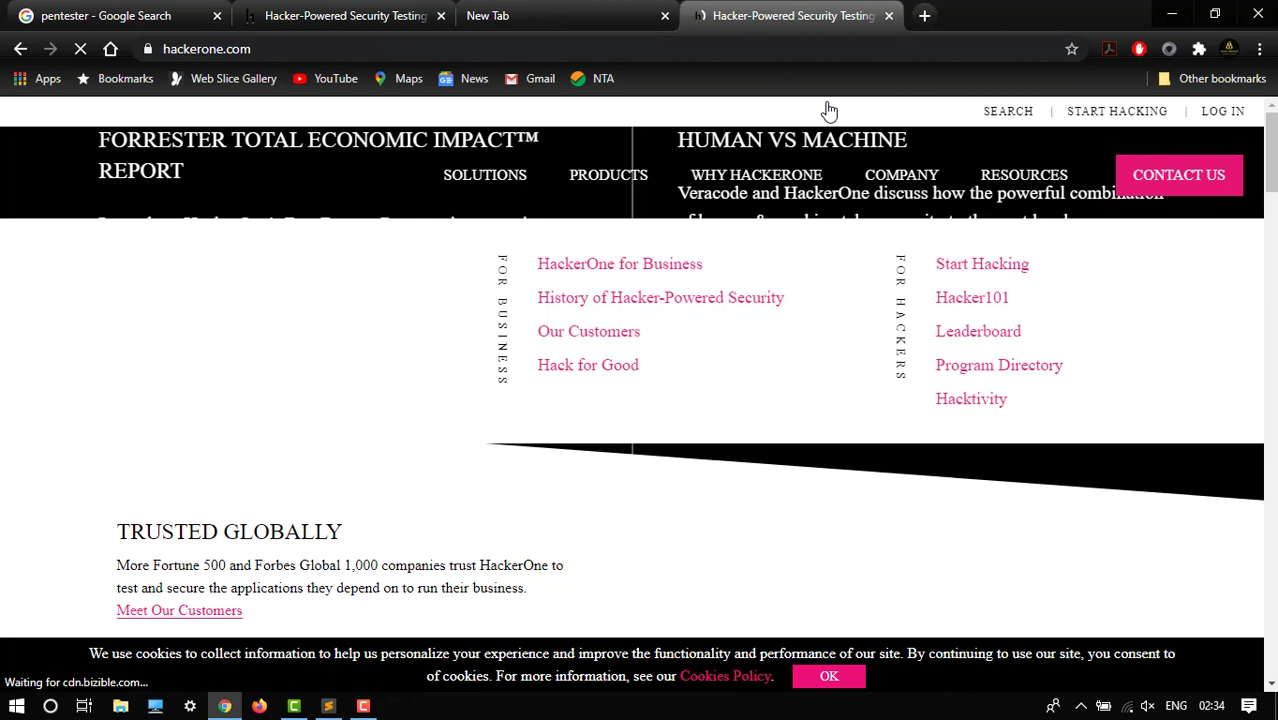 pentester - Google Search
Hacker-Powered Security Testing
New Tab
Hacker-Powered Security Testing
hackerone.com
Apps
Bookmarks
Web Slice Gallery
YouTube
Maps
News
Gmail
NTA
Other bookmarks
SEARCH | START HACKING | LOG IN
FORRESTER TOTAL ECONOMIC IMPACT™
REPORT
HUMAN VS MACHINE
SOLUTIONS
PRODUCTS
WHY HACKERONE
COMPANY
RESOURCES
CONTACT US
Veracode and HackerOne discuss how the powerful combination
FOR BUSINESS
HackerOne for Business
History of Hacker-Powered Security
Our Customers
Hack for Good
FOR HACKERS
Start Hacking
Hacker101
Leaderboard
Program Directory
Hacktivity
TRUSTED GLOBALLY
More Fortune 500 and Forbes Global 1,000 companies trust HackerOne to
test and secure the applications they depend on to run their business.
Meet Our Customers
We use cookies to collect information to help us personalize your experience and improve the functionality and performance of our site. By continuing to use our site, you consent to our use
of cookies. For more information, see our Cookies Policy.
OK
Waiting for cdn.bizible.com...
ENG
02:34